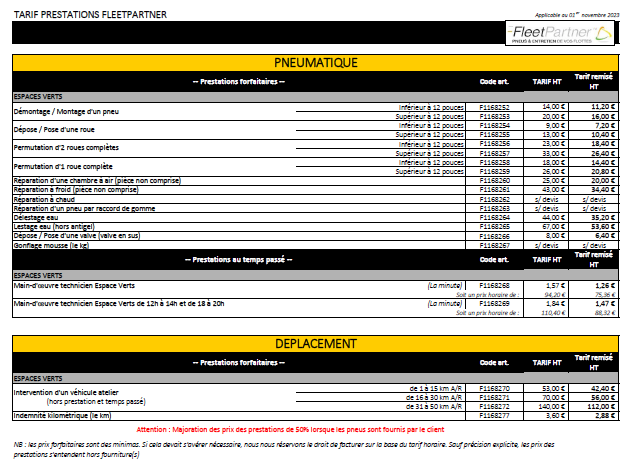 TARIF PRESTATIONS FLEETPARTNER
Applicable au 01er novembre 2023
FleetPartner
PNEUS & ENTRETIEN DE VOS FLOTTES
PNEUMATIQUE
-- Prestations forfaitaires -- Code art. TARIF HT Tarif remisé HT
ESPACES VERTS
Démontage / Montage d'un pneu Inférieur à 12 pouces F1168252 14,00 € 11,20 €
Supérieur à 12 pouces F1168253 20,00 € 16,00 €
Dépose / Pose d'une roue Inférieur à 12 pouces F1168254 9,00 € 7,20 €
Supérieur à 12 pouces F1168255 13,00 € 10,40 €
Permutation d'2 roues complètes Inférieur à 12 pouces F1168256 23,00 € 18,40 €
Supérieur à 12 pouces F1168257 33,00 € 26,40 €
Permutation d'1 roue complète Inférieur à 12 pouces F1168258 18,00 € 14,40 €
Supérieur à 12 pouces F1168259 26,00 € 20,80 €
Réparation d'une chambre à air (pièce non comprise) F1168260 25,00 € 20,00 €
Réparation à froid (pièce non comprise) F1168261 43,00 € 34,40 €
Réparation à chaud F1168262 s/ devis s/ devis
Réparation d'un pneu par raccord de gomme F1168263 s/ devis s/ devis
Délestage eau F1168264 44,00 € 35,20 €
Lestage eau (hors antigel) F1168265 67,00 € 53,60 €
Dépose / Pose d'une valve (valve en sus) F1168266 8,00 € 6,40 €
Gonflage mousse (le kg) F1168267 s/ devis s/ devis
-- Prestations au temps passé -- Code art. TARIF HT Tarif remisé HT
ESPACES VERTS
Main-d'œuvre technicien Espace Verts (La minute) F1168268 1,57 € 1,26 €
Soit un prix horaire de : 94,20 € 75,36 €
Main-d'œuvre technicien Espace Verts de 12h à 14h et de 18 à 20h (La minute) F1168269 1,84 € 1,47 €
Soit un prix horaire de : 110,40 € 88,32 €
DEPLACEMENT
-- Prestations forfaitaires -- Code art. TARIF HT Tarif remisé HT
ESPACES VERTS
Intervention d'un véhicule atelier de 1 à 15 km A/R F1168270 53,00 € 42,40 €
(hors prestation et temps passé) de 16 à 30 km A/R F1168271 70,00 € 56,00 €
de 31 à 50 km A/R F1168272 140,00 € 112,00 €
Indemnité kilométrique (le km) F1168277 3,60 € 2,88 €
Attention : Majoration des prix des prestations de 50% lorsque les pneus sont fournis par le client
NB : les prix forfaitaires sont des minimas. Si cela devait s'avérer nécessaire, nous nous réservons le droit de facturer sur la base du tarif horaire. Sauf précision explicite, les prix des
prestations s'entendent hors fourniture(s)